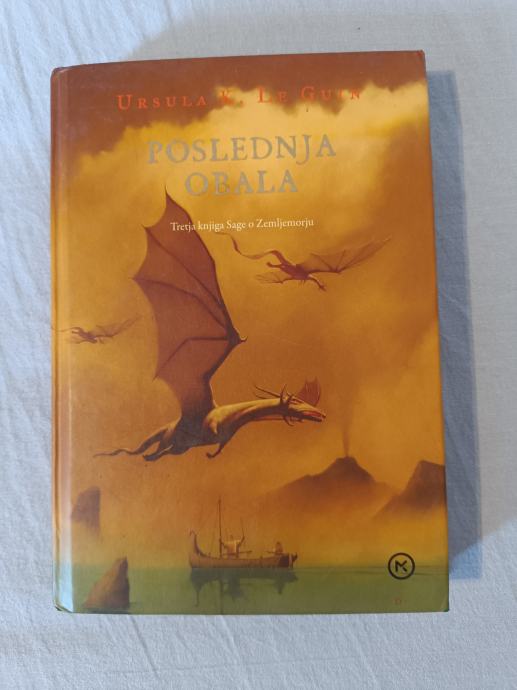 URSULA K. LE GUIN
POSLEDNJA
OBALA
Tretja knjiga Sage o Zemljemorju